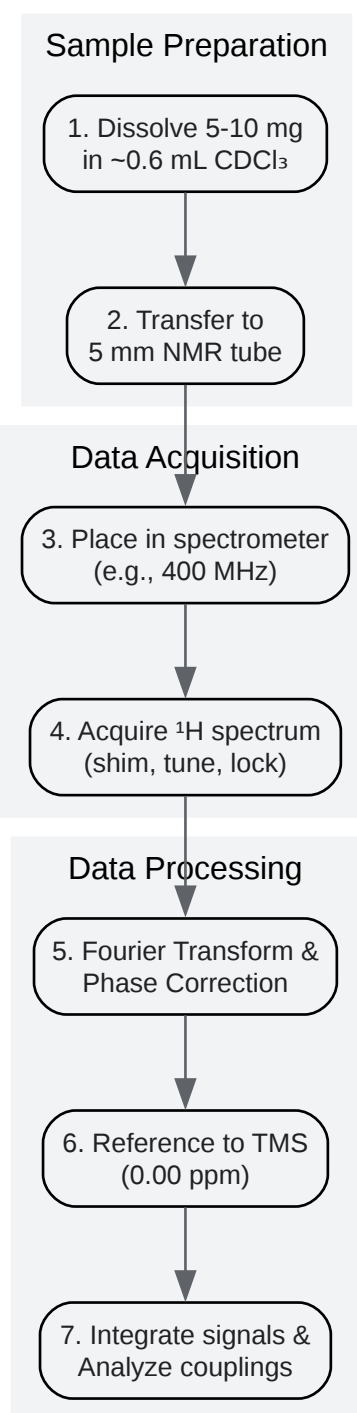 Sample Preparation
1. Dissolve 5-10 mg
in ~0.6 mL CDCl₃
2. Transfer to
5 mm NMR tube
Data Acquisition
3. Place in spectrometer
(e.g., 400 MHz)
4. Acquire ¹H spectrum
(shim, tune, lock)
Data Processing
5. Fourier Transform &
Phase Correction
6. Reference to TMS
(0.00 ppm)
7. Integrate signals &
Analyze couplings